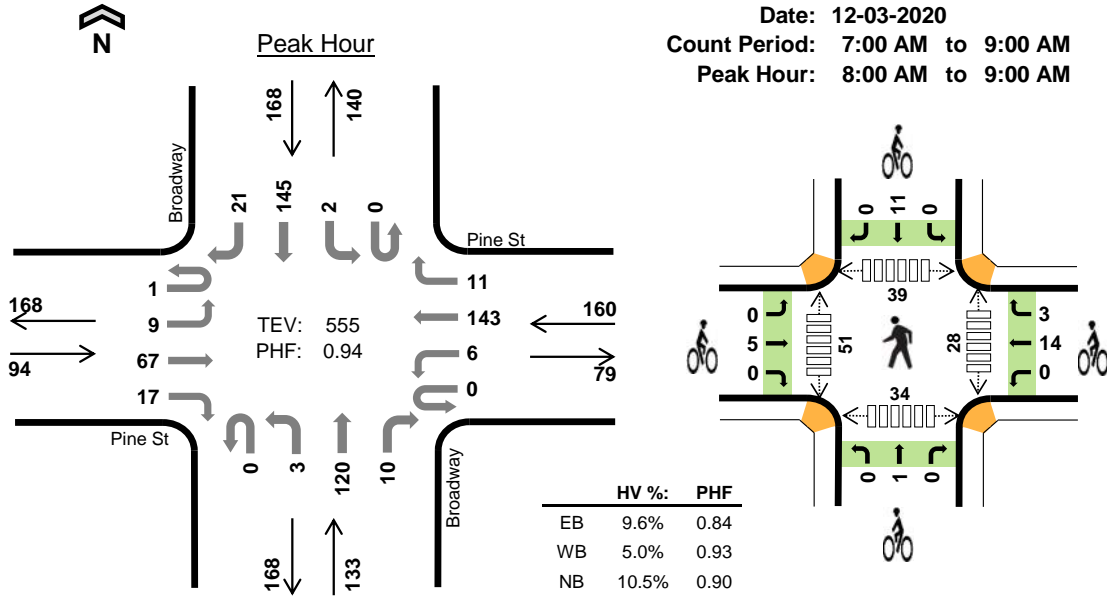 Date: 12-03-2020
N
Peak Hour
Count Period: 7:00 AM to 9:00 AM
Peak Hour: 8:00 AM to 9:00 AM
168
140
Broadway
21
145
2
0
Pine St
0
11
0
1
9
67
17
168
94
TEV: 555
PHF: 0.94
11
143
6
0
160
79
39
0
5
0
51
28
3
14
0
34
Pine St
0
3
120
10
Broadway
168
133
0
1
0
HV %: PHF
EB 9.6% 0.84
WB 5.0% 0.93
NB 10.5% 0.90